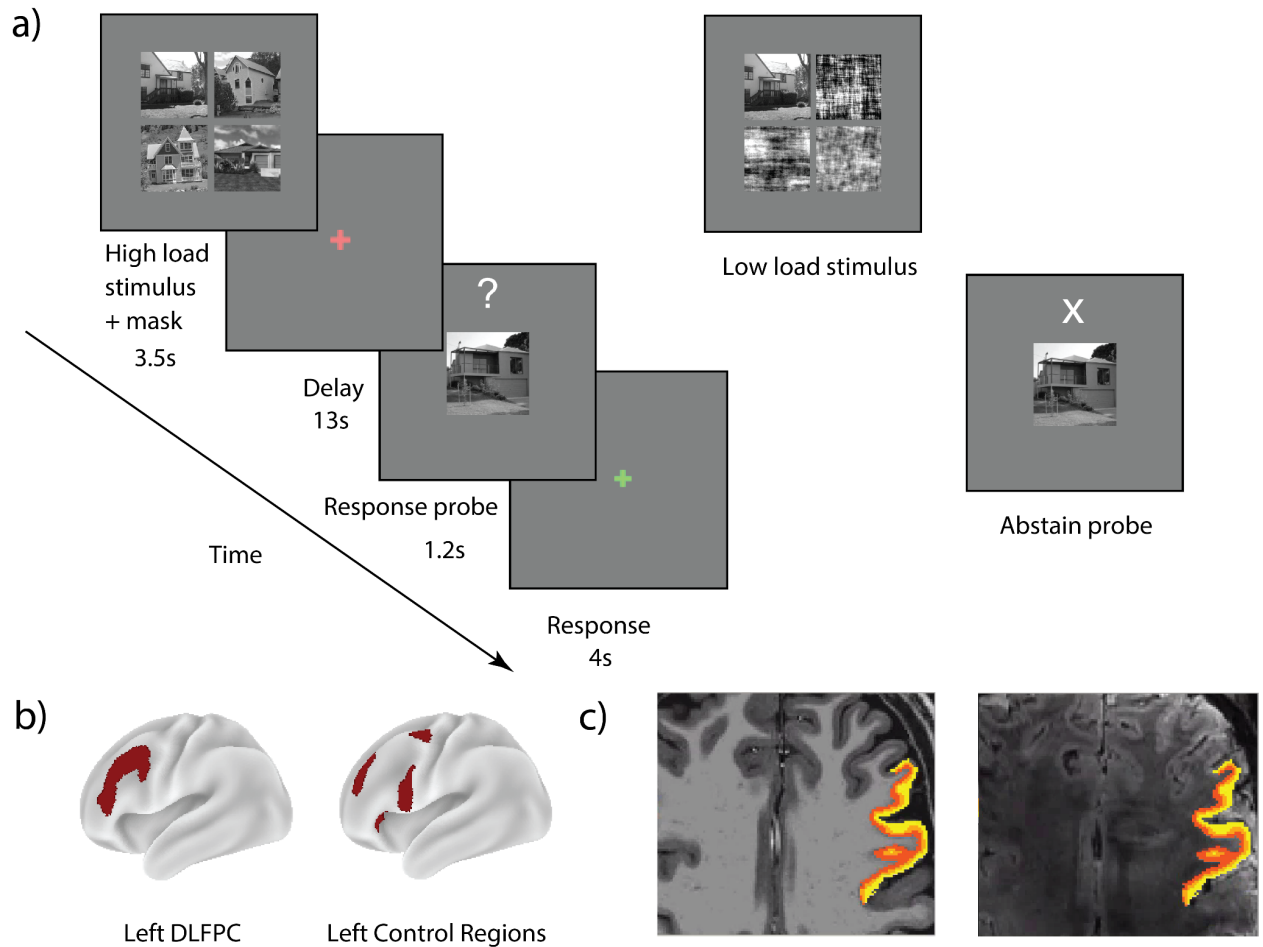 a)
High load
stimulus
+ mask
3.5s
Delay
13s
?
Response probe
1.2s
Response
4s
Time
Low load stimulus
X
Abstain probe
b)
Left DLFPC
Left Control Regions
c)